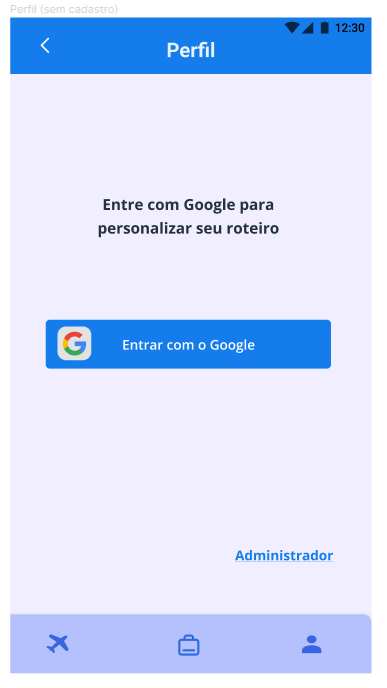 Perfil (sem cadastro)
12:30
Perfil
Entre com Google para
personalizar seu roteiro
Entrar com o Google
Administrador